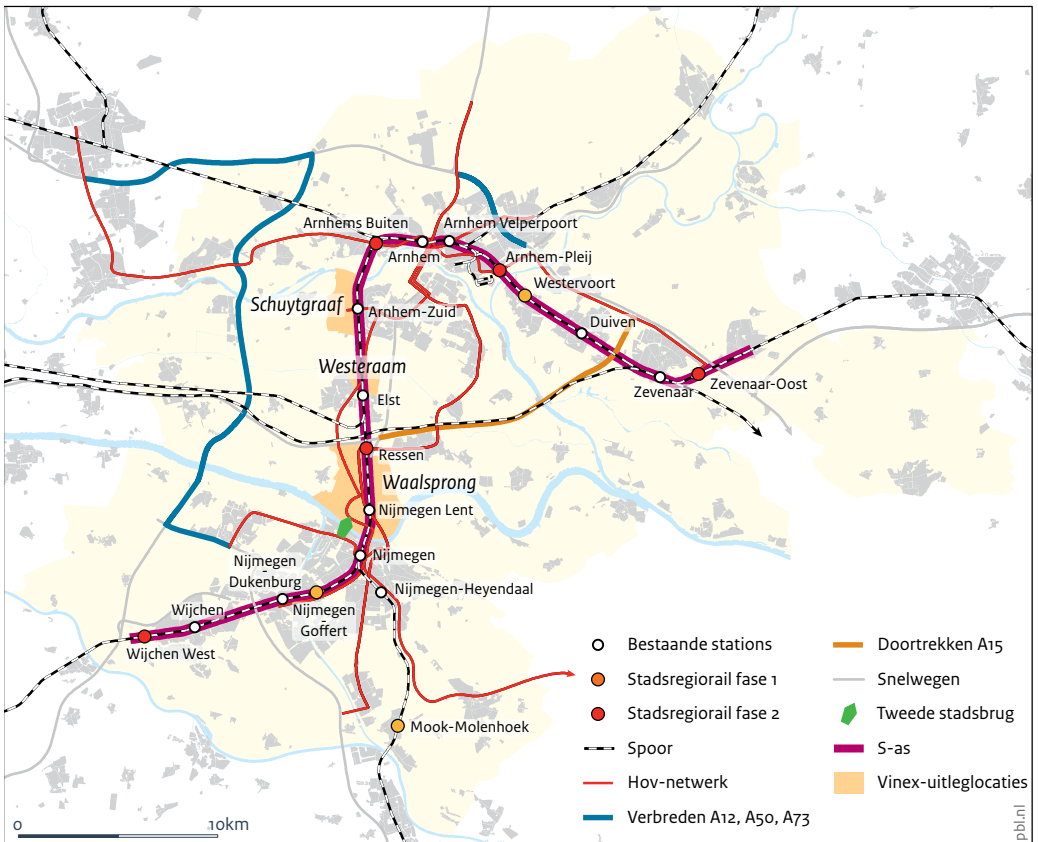 Arnhems Buiten
Arnhem Velperpoort
Arnhem
Arnhem-Pleij
Westervoort
Schuytgraaf
Arnhem-Zuid
Duiven
Westeraam
Elst
Zevenaar
Zevenaar-Oost
Ressen
Waalsprong
Nijmegen Lent
Nijmegen
Nijmegen
-
Dukenburg
Nijmegen-Heyendaal
Wijchen
Nijmegen
-
Goffert
Wijchen West
Mook-Molenhoek
Bestaande stations
Stadsregiorail fase 1
Stadsregiorail fase 2
Spoor
Hov-netwerk
Verbreden A12, A50, A73
Doortrekken A15
Snelwegen
Tweede stadsbrug
S-as
Vinex-uitleglocaties
0 10km
pbl.nl